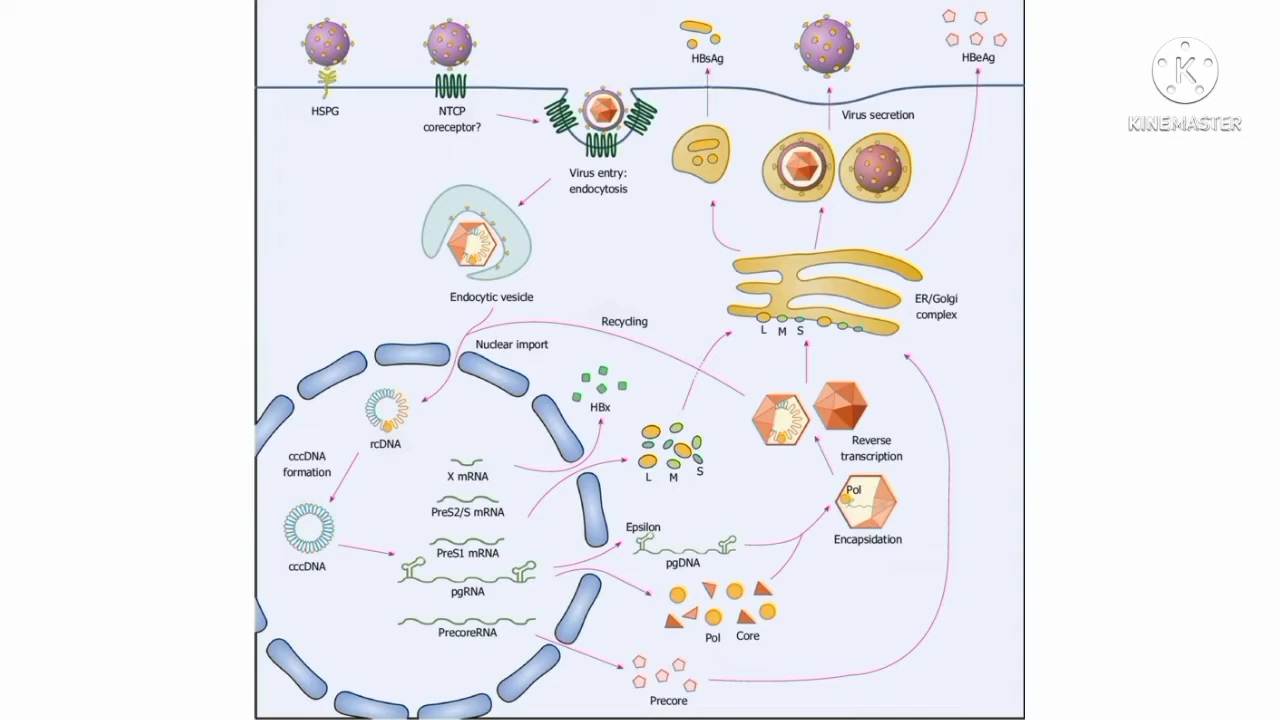 HBsAg
HBeAg
K
KINEMASTER
HSPG
NTCP
coreceptor?
Virus secretion
Virus entry:
endocytosis
Endocytic vesicle
ER/Golgi
complex
L M S
Recycling
Nuclear import
HBx
rcDNA
cccDNA
formation
Reverse
transcription
X mRNA
L M S
PreS2/S mRNA
Pol
Epsilon
Encapsidation
PreS1 mRNA
pgDNA
cccDNA
pgRNA
PrecoreRNA
Pol Core
Precore